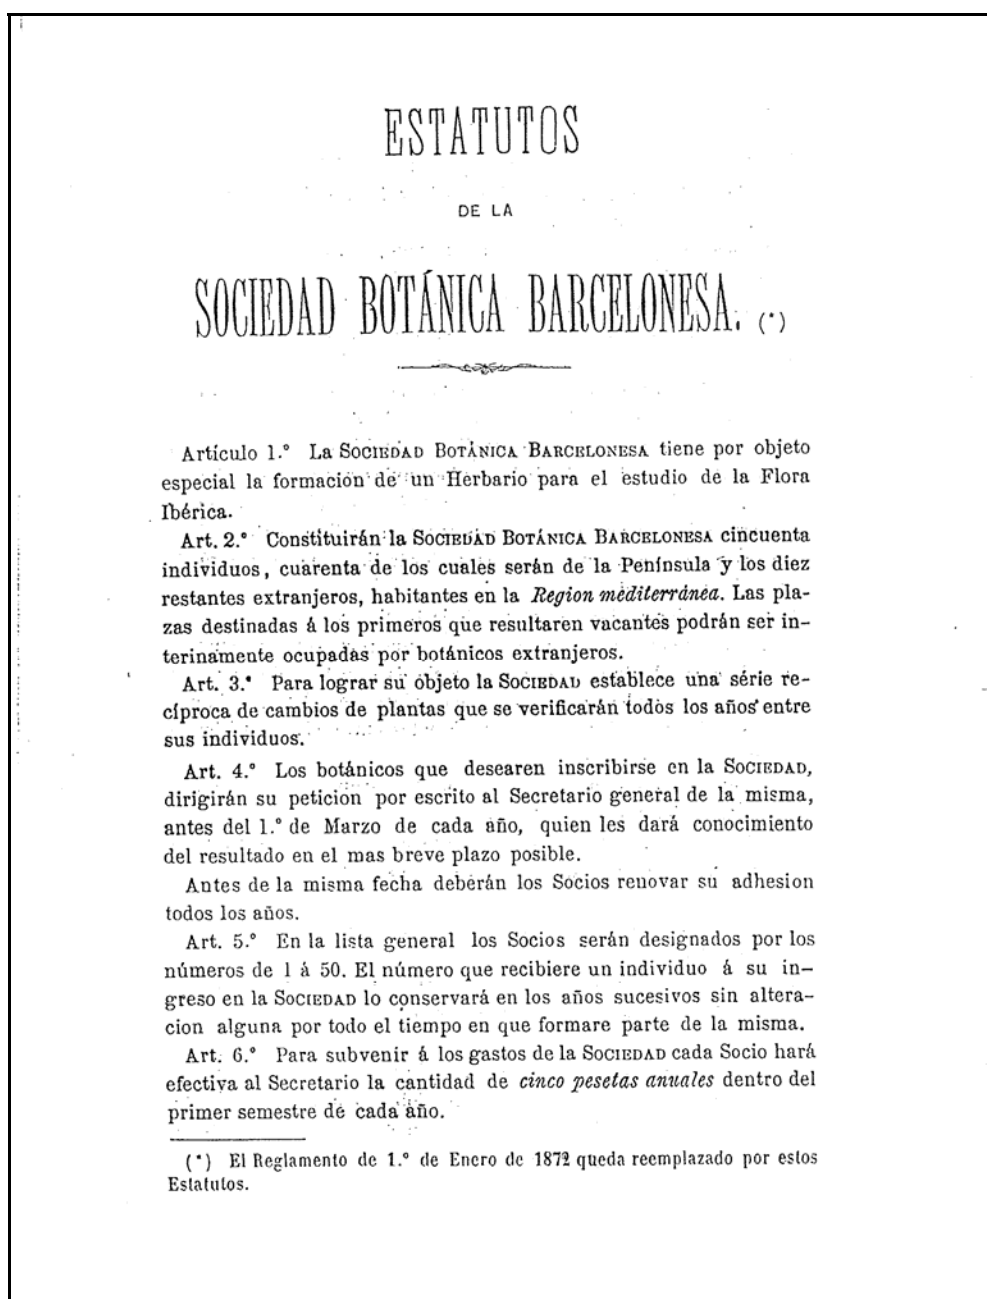 ESTATUTOS
DE LA
SOCIEDAD BOTÁNICA BARCELONESA. (*)
Artículo 1.º La SOCIEDAD BOTÁNICA BARCELONESA tiene por objeto
especial la formación de un Herbario para el estudio de la Flora
Ibérica.
Art. 2.º Constituirán la SOCIEDAD BOTÁNICA BARCELONESA cincuenta
individuos, cuarenta de los cuales serán de la Península y los diez
restantes extranjeros, habitantes en la Region mediterránea. Las pla-
zas destinadas á los primeros que resultaren vacantes podrán ser in-
terinamente ocupadas por botánicos extranjeros.
Art. 3.º Para lograr su objeto la SOCIEDAD establece una série re-
cíproca de cambios de plantas que se verificarán todos los años entre
sus individuos.
Art. 4.º Los botánicos que desearen inscribirse en la SOCIEDAD,
dirigirán su petición por escrito al Secretario general de la misma,
antes del 1.º de Marzo de cada año, quien les dará conocimiento
del resultado en el mas breve plazo posible.
Antes de la misma fecha deberán los Socios renovar su adhesion
todos los años.
Art. 5.º En la lista general los Socios serán designados por los
números de 1 á 50. El número que recibiere un individuo á su in-
greso en la SOCIEDAD lo conservará en los años sucesivos sin altera-
cion alguna por todo el tiempo en que formare parte de la misma.
Art. 6.º Para subvenir á los gastos de la SOCIEDAD cada Socio hará
efectiva al Secretario la cantidad de cinco pesetas anuales dentro del
primer semestre de cada año.
(*) El Reglamento de 1.º de Enero de 1872 queda reemplazado por estos
Estatutos.